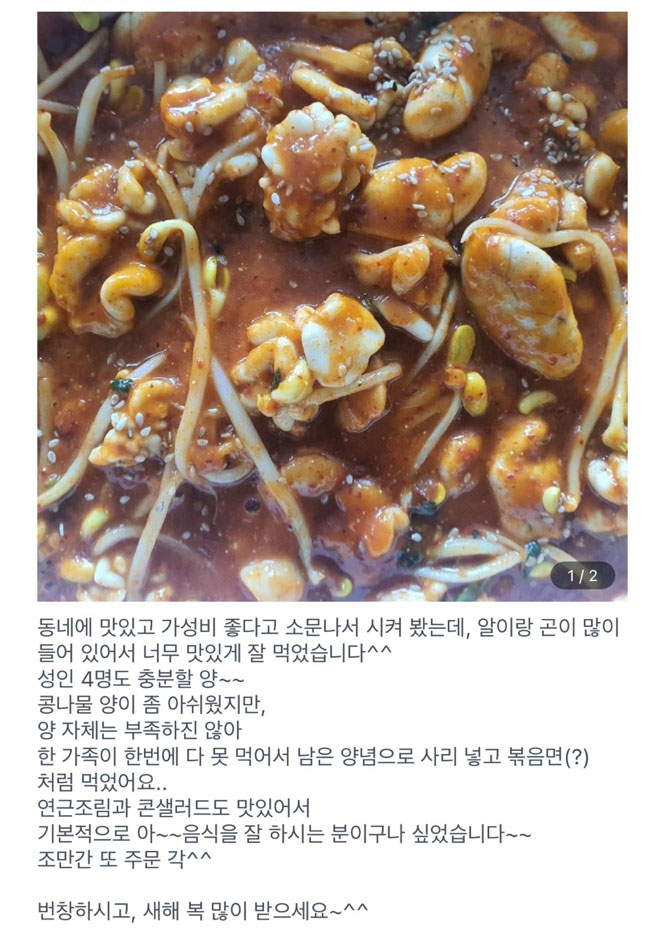 1 / 2
동네에 맛있고 가성비 좋다고 소문나서 시켜 봤는데, 알이랑 곤이 많이
들어 있어서 너무 맛있게 잘 먹었습니다^^
성인 4명도 충분할 양~~
콩나물 양이 좀 아쉬웠지만,
양 자체는 부족하진 않아
한 가족이 한번에 다 못 먹어서 남은 양념으로 사리 넣고 볶음면(?)
처럼 먹었어요..
연근조림과 콘샐러드도 맛있어서
기본적으로 아~~음식을 잘 하시는 분이구나 싶었습니다~~
조만간 또 주문 각^^
번창하시고, 새해 복 많이 받으세요~^^